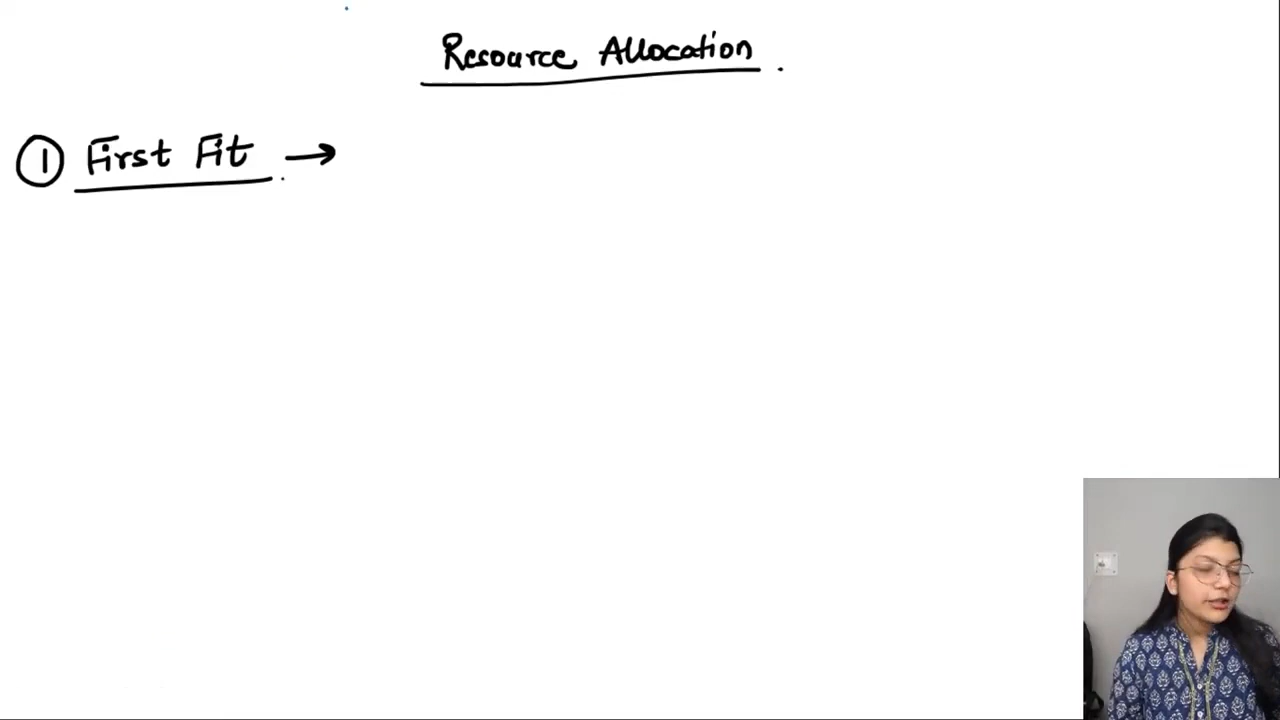 Resource Allocation.
① First Fit →